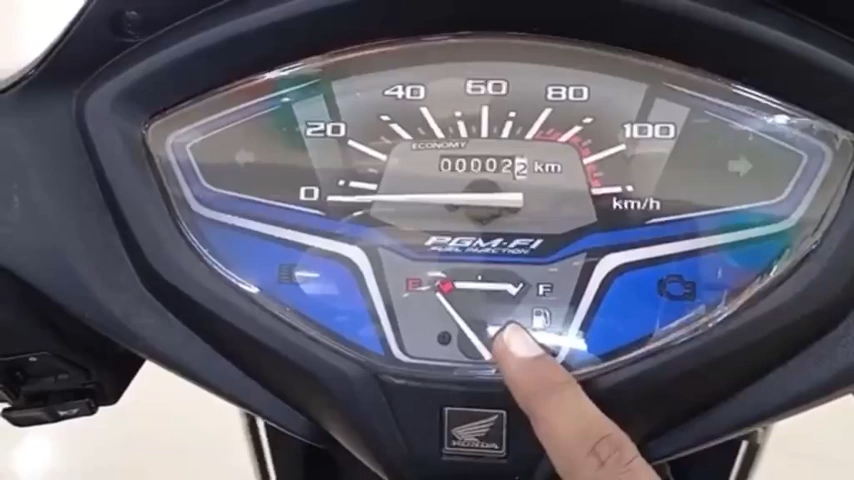 0 20 40 60 80 100
km/h
ECONOMY
000022 km
PGM-FI
FUEL INJECTION
E F
HONDA